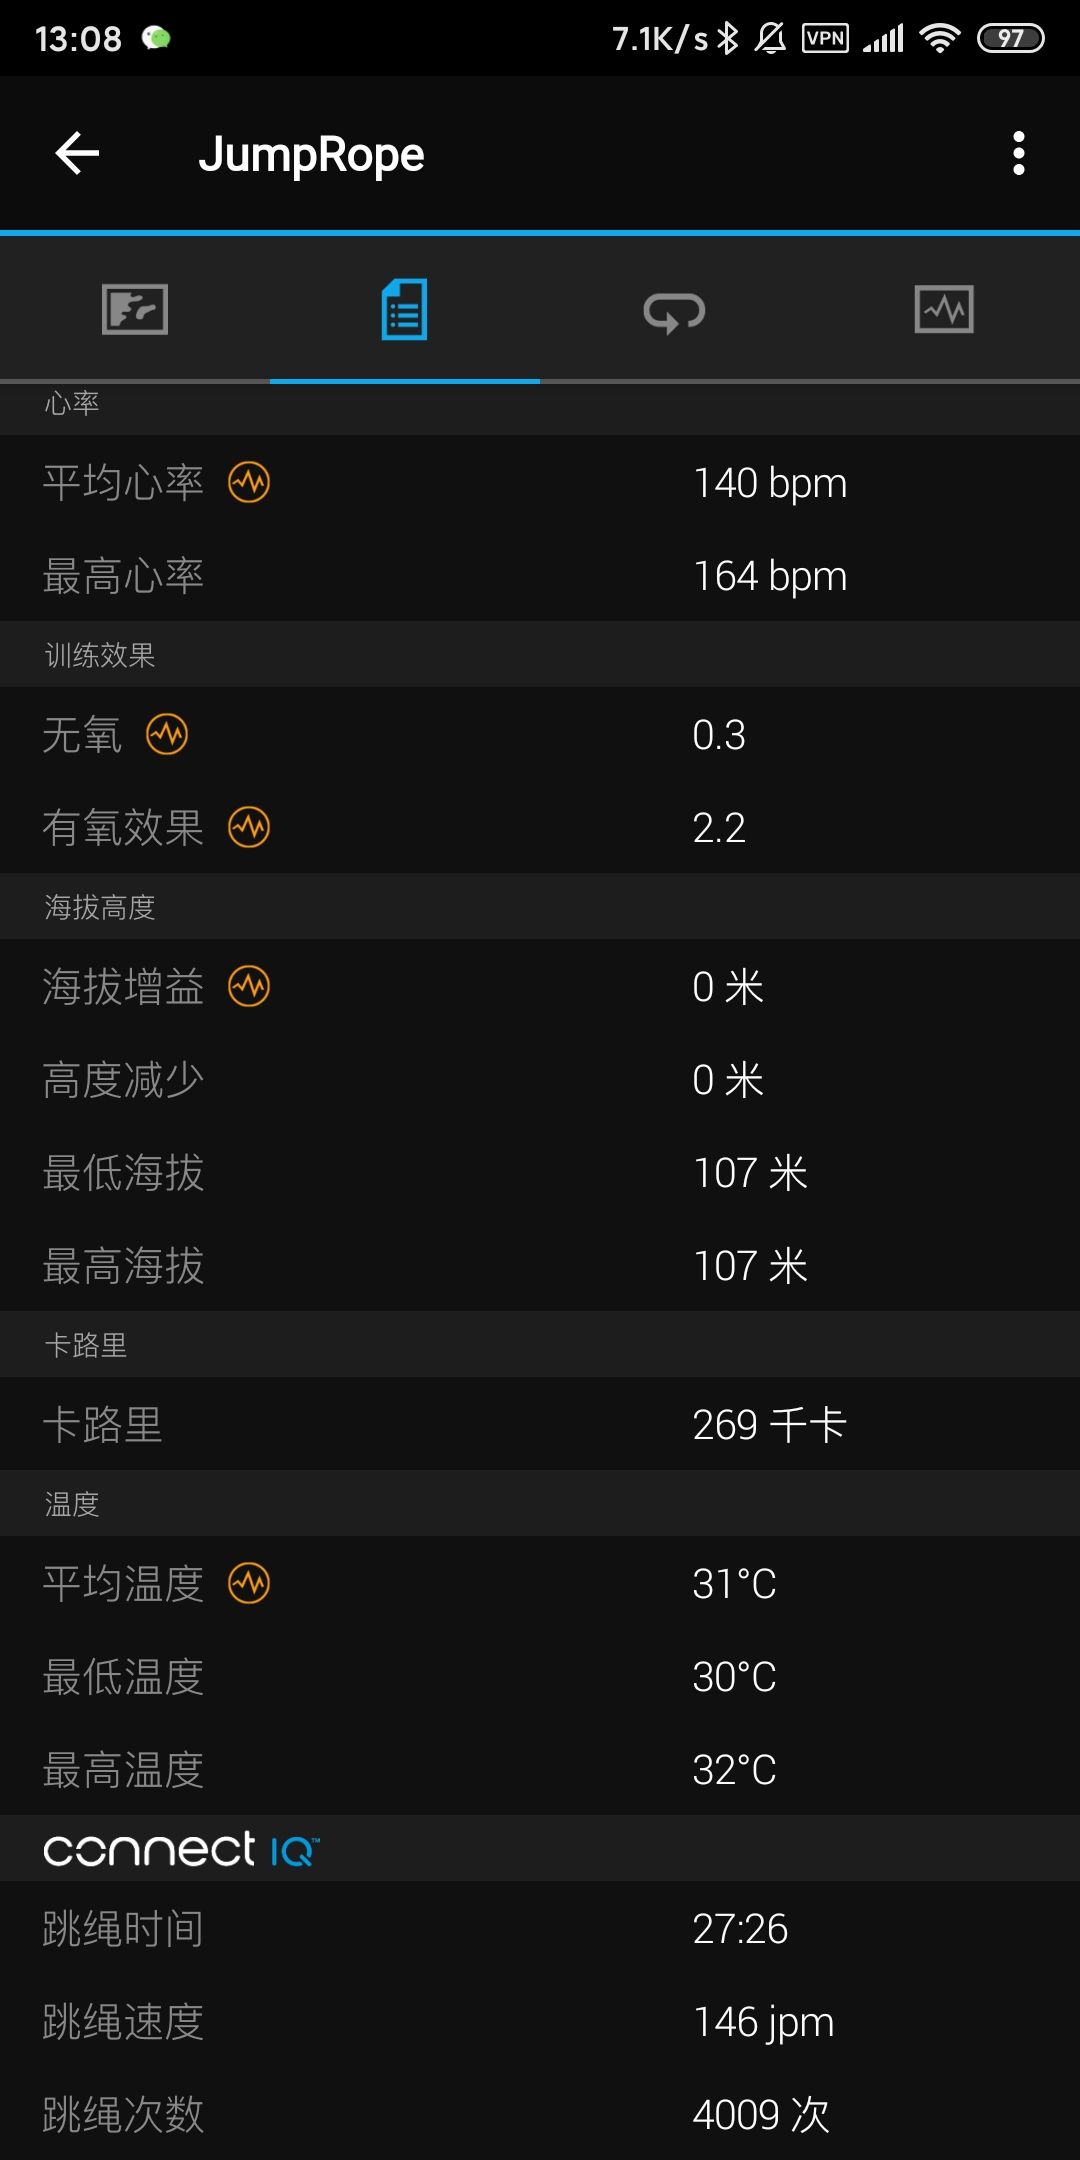 13:08 7.1K/s VPN 97
JumpRope
心率
平均心率 140 bpm
最高心率 164 bpm
训练效果
无氧 0.3
有氧效果 2.2
海拔高度
海拔增益 0 米
高度减少 0 米
最低海拔 107 米
最高海拔 107 米
卡路里
卡路里 269 千卡
温度
平均温度 31°C
最低温度 30°C
最高温度 32°C
connect IQ™
跳绳时间 27:26
跳绳速度 146 jpm
跳绳次数 4009 次